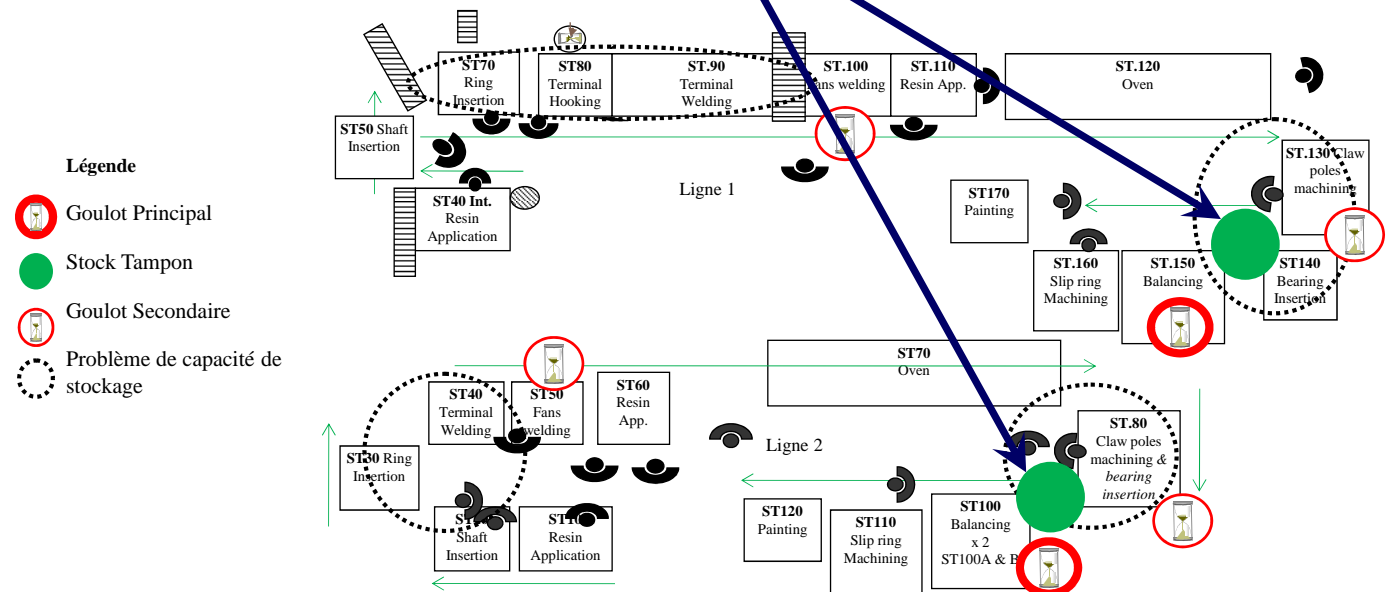 Légende
Goulot Principal
Stock Tampon
Goulot Secondaire
Problème de capacité de
stockage
ST70
Ring
Insertion
ST80
Terminal
Hooking
ST.90
Terminal
Welding
ST.100
ans welding
ST.110
Resin App.
ST.120
Oven
ST50 Shaft
Insertion
ST40 Int.
Resin
Application
Ligne 1
ST.130 Claw
poles
machining
ST170
Painting
ST.160
Slip ring
Machining
ST.150
Balancing
ST140
Bearing
Insertion
ST70
Oven
ST40
Terminal
Welding
ST50
Fans
welding
ST60
Resin
App.
ST30 Ring
Insertion
Shaft
Insertion
Resin
Application
Ligne 2
ST.80
Claw poles
machining &
bearing
insertion
ST120
Painting
ST110
Slip ring
Machining
ST100
Balancing
x 2
ST100A & B